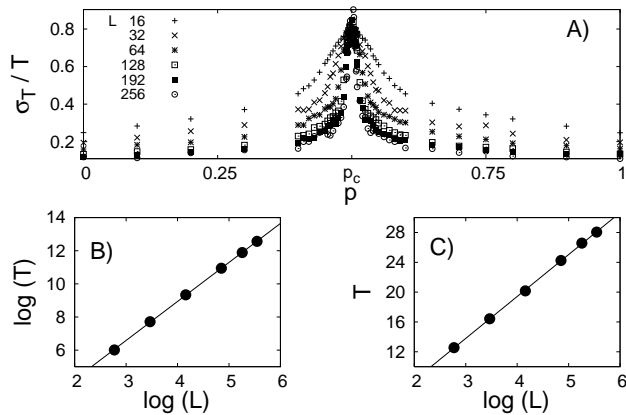 A)
L 16
32
64
128
192
256
σT / T
0.8
0.6
0.4
0.2
0 0.25 pc 0.75 1
p
B)
log (T)
14
12
10
8
6
2 3 4 5 6
log (L)
C)
T
28
24
20
16
12
2 3 4 5 6
log (L)